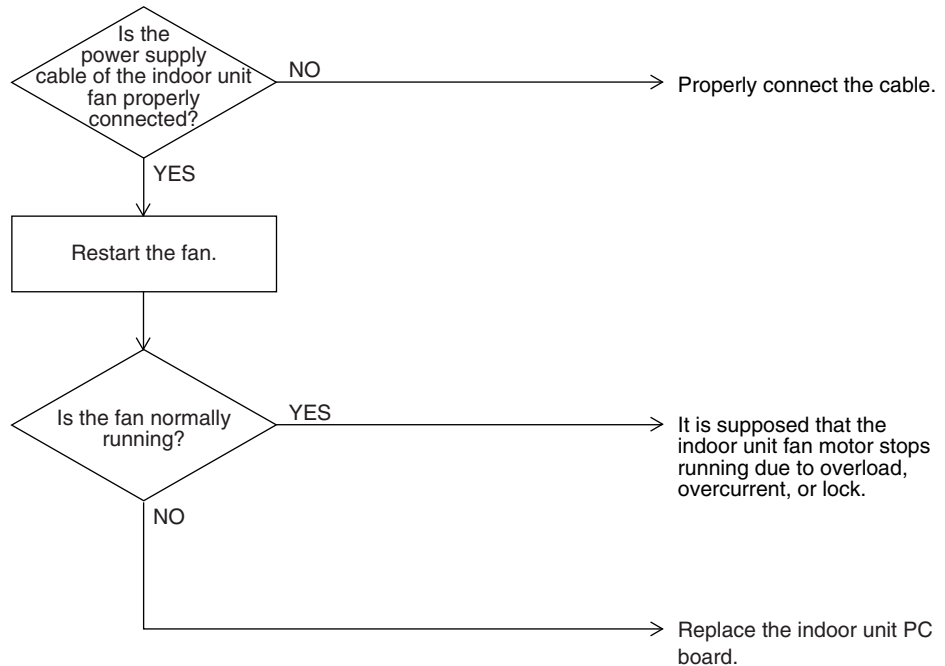 Is the
power supply
cable of the indoor unit
fan properly
connected?
NO
Properly connect the cable.
YES
Restart the fan.
Is the fan normally
running?
YES
It is supposed that the
indoor unit fan motor stops
running due to overload,
overcurrent, or lock.
NO
Replace the indoor unit PC
board.